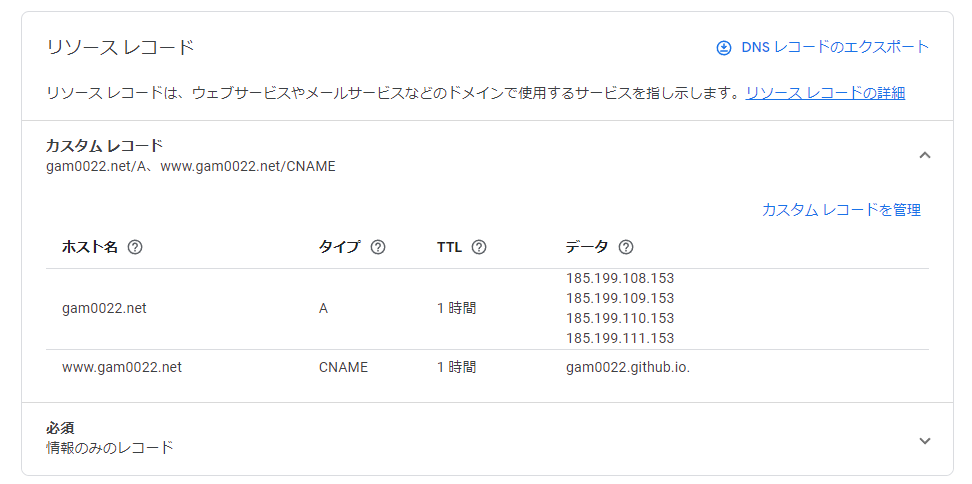 リソース レコード
DNS レコードのエクスポート
リソース レコードは、ウェブサービスやメールサービスなどのドメインで使用するサービスを指し示します。リソース レコードの詳細
カスタム レコード
gam0022.net/A、www.gam0022.net/CNAME
カスタム レコードを管理
ホスト名 タイプ TTL データ
gam0022.net A 1 時間 185.199.108.153
185.199.109.153
185.199.110.153
185.199.111.153
www.gam0022.net CNAME 1 時間 gam0022.github.io.
必須
情報のみのレコード